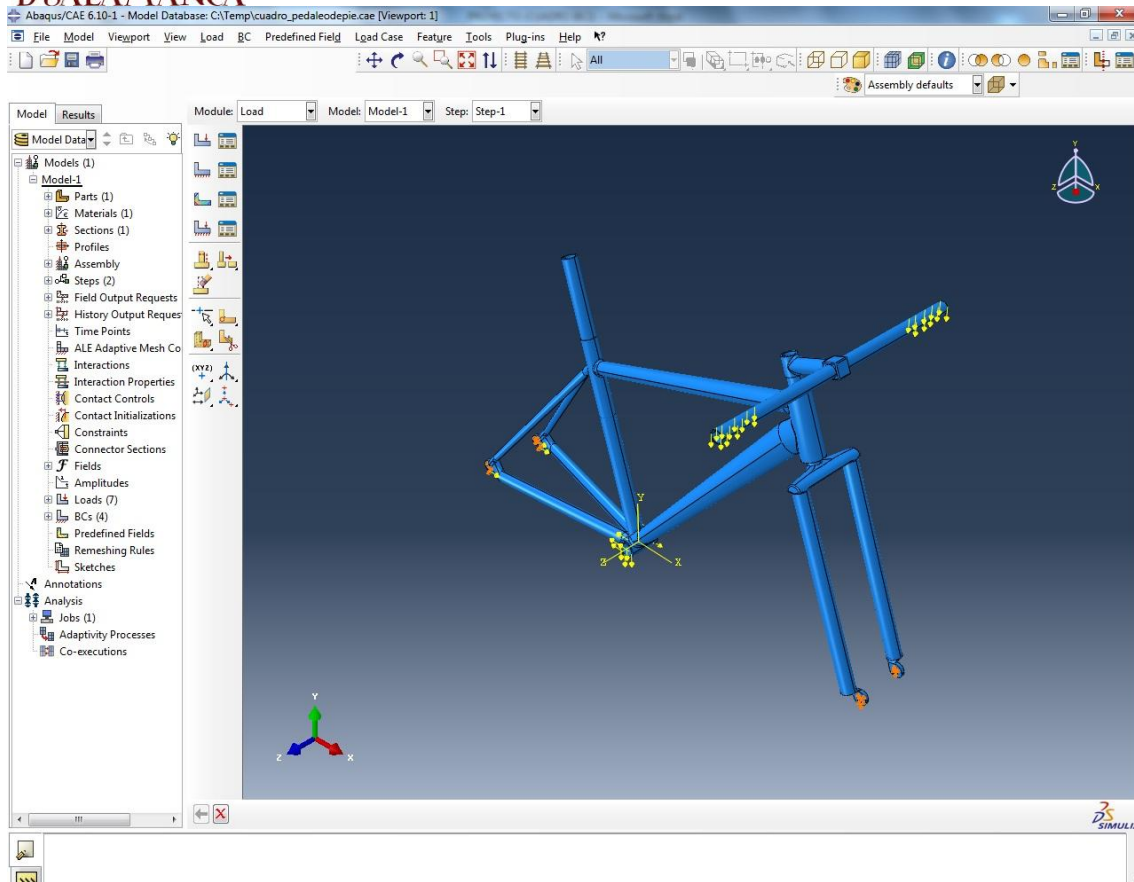 D SALAMANCA
Abaqus/CAE 6.10-1 - Model Database: C:\Temp\cuadro_pedaleodepie.cae [Viewport: 1]
File Model Viewport View Load BC Predefined Field Load Case Feature Tools Plug-ins Help
All
Assembly defaults
Model Results
Module: Load Model: Model-1 Step: Step-1
Model Data
Models (1)
Model-1
Parts (1)
Materials (1)
Sections (1)
Profiles
Assembly
Steps (2)
Field Output Requests
History Output Reques
Time Points
ALE Adaptive Mesh Co
Interactions
Interaction Properties
Contact Controls
Contact Initializations
Constraints
Connector Sections
Fields
Amplitudes
Loads (7)
BCs (4)
Predefined Fields
Remeshing Rules
Sketches
Annotations
Analysis
Jobs (1)
Adaptivity Processes
Co-executions
(XYZ)
Y
Z X
Y
Z X
Y
Z X
SIMULI